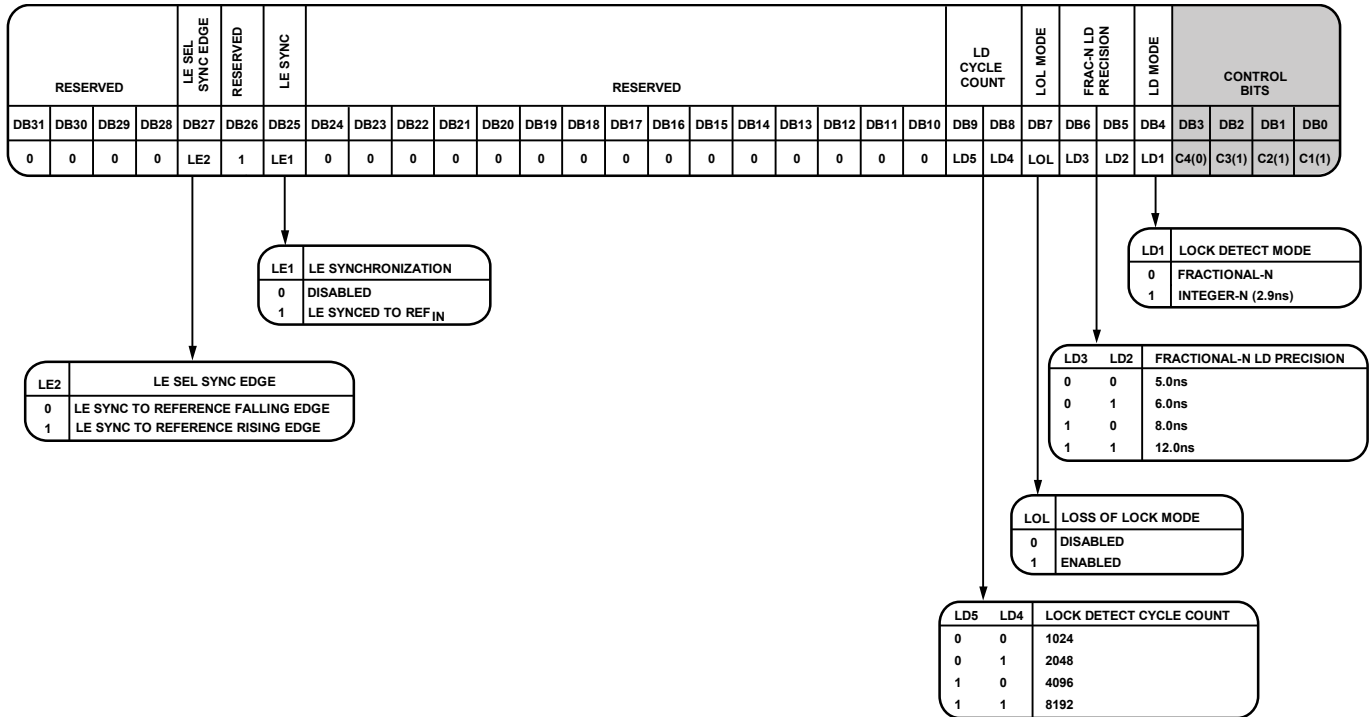 RESERVED
LE SEL
SYNC EDGE
RESERVED
LE SYNC
RESERVED
LD
CYCLE
COUNT
LOL MODE
FRAC-N LD
PRECISION
LD MODE
CONTROL
BITS
DB31 DB30 DB29 DB28 DB27 DB26 DB25 DB24 DB23 DB22 DB21 DB20 DB19 DB18 DB17 DB16 DB15 DB14 DB13 DB12 DB11 DB10 DB9 DB8 DB7 DB6 DB5 DB4 DB3 DB2 DB1 DB0
0 0 0 0 LE2 1 LE1 0 0 0 0 0 0 0 0 0 0 0 0 0 0 0 LD5 LD4 LOL LD3 LD2 LD1 C4(0) C3(1) C2(1) C1(1)
LE1 LE SYNCHRONIZATION
0 DISABLED
1 LE SYNCED TO REFIN
LD1 LOCK DETECT MODE
0 FRACTIONAL-N
1 INTEGER-N (2.9ns)
LE2 LE SEL SYNC EDGE
0 LE SYNC TO REFERENCE FALLING EDGE
1 LE SYNC TO REFERENCE RISING EDGE
LD3 LD2 FRACTIONAL-N LD PRECISION
0 0 5.0ns
0 1 6.0ns
1 0 8.0ns
1 1 12.0ns
LOL LOSS OF LOCK MODE
0 DISABLED
1 ENABLED
LD5 LD4 LOCK DETECT CYCLE COUNT
0 0 1024
0 1 2048
1 0 4096
1 1 8192